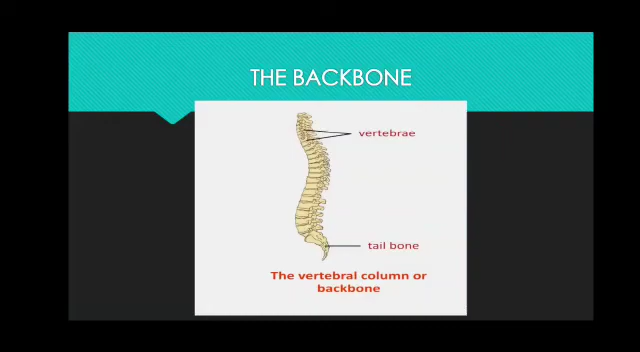 THE BACKBONE
vertebrae
tail bone
The vertebral column or
backbone